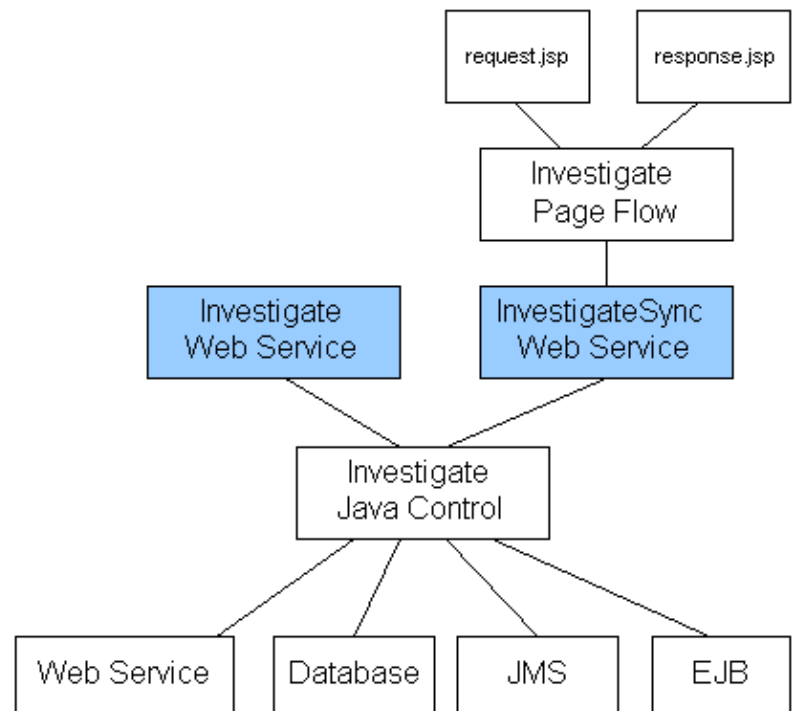 request.jsp
response.jsp
Investigate
Page Flow
Investigate
Web Service
InvestigateSync
Web Service
Investigate
Java Control
Web Service
Database
JMS
EJB